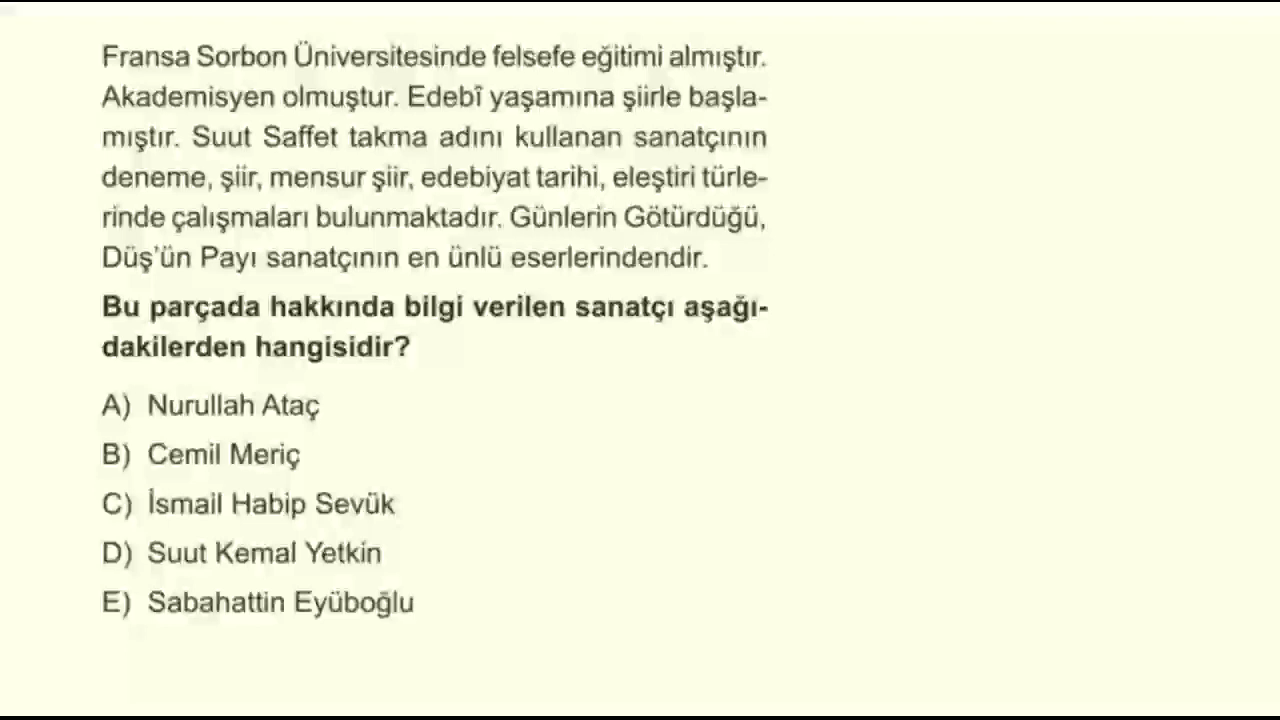 Fransa Sorbon Üniversitesinde felsefe eğitimi almıştır.
Akademisyen olmuştur. Edebî yaşamına şiirle başla-
mıştır. Suut Saffet takma adını kullanan sanatçının
deneme, şiir, mensur şiir, edebiyat tarihi, eleştiri türle-
rinde çalışmaları bulunmaktadır. Günlerin Götürdüğü,
Düş'ün Payı sanatçının en ünlü eserlerindendir.
Bu parçada hakkında bilgi verilen sanatçı aşağı-
dakilerden hangisidir?
A) Nurullah Ataç
B) Cemil Meriç
C) İsmail Habip Sevük
D) Suut Kemal Yetkin
E) Sabahattin Eyüboğlu